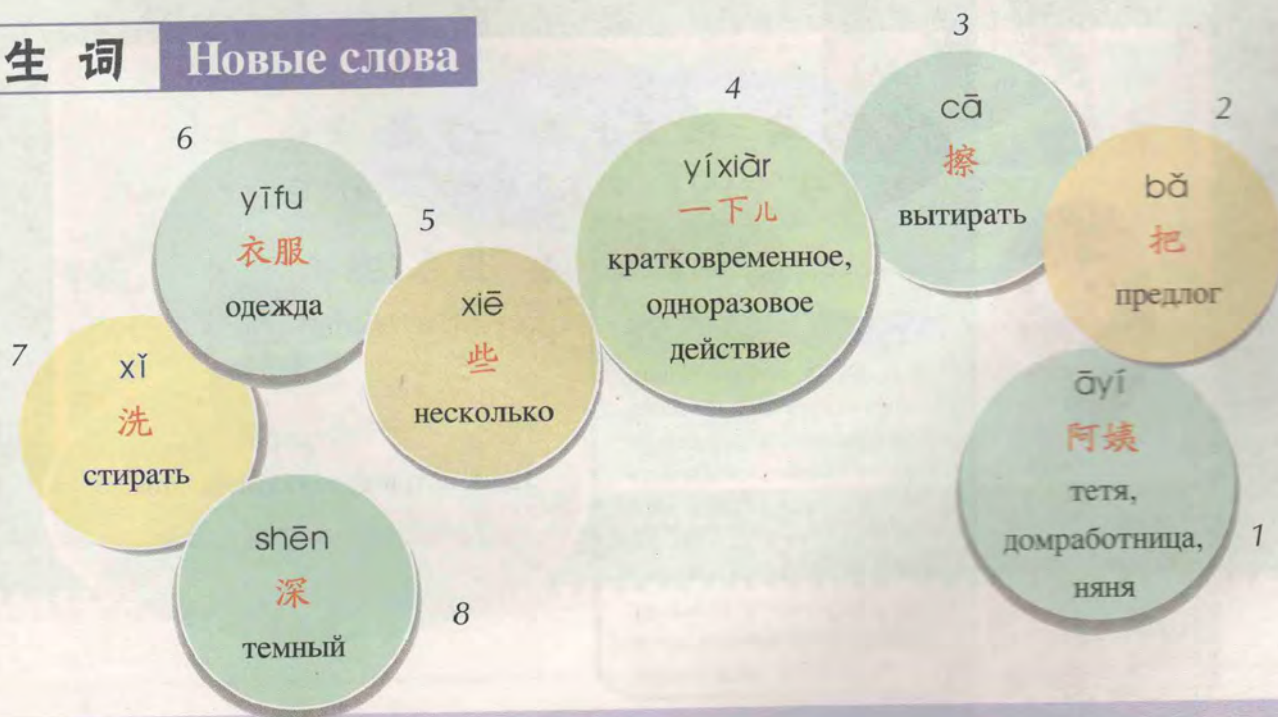 生词 Новые слова
1
āyí
阿姨
тетя,
домработница,
няня
2
bǎ
把
предлог
3
cā
擦
вытирать
4
yíxiàr
一下儿
кратковременное,
одноразовое
действие
5
xiē
些
несколько
6
yīfu
衣服
одежда
7
xǐ
洗
стирать
8
shēn
深
темный